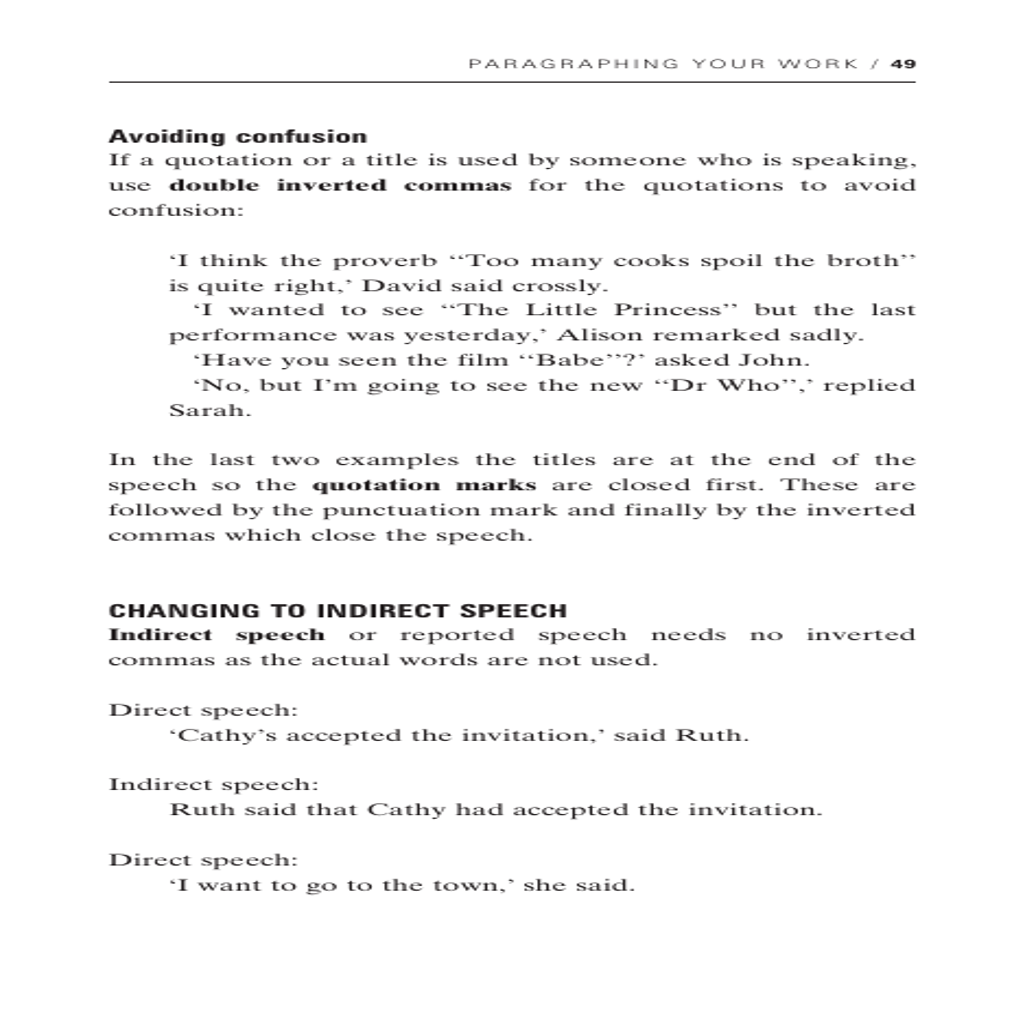 PARAGRAPHING YOUR WORK / 49
Avoiding confusion
If a quotation or a title is used by someone who is speaking,
use double inverted commas for the quotations to avoid
confusion:
‘I think the proverb ‘‘Too many cooks spoil the broth’’
is quite right,’ David said crossly.
‘I wanted to see ‘‘The Little Princess’’ but the last
performance was yesterday,’ Alison remarked sadly.
‘Have you seen the film ‘‘Babe’’?’ asked John.
‘No, but I’m going to see the new ‘‘Dr Who’’,’ replied
Sarah.
In the last two examples the titles are at the end of the
speech so the quotation marks are closed first. These are
followed by the punctuation mark and finally by the inverted
commas which close the speech.
CHANGING TO INDIRECT SPEECH
Indirect speech or reported speech needs no inverted
commas as the actual words are not used.
Direct speech:
‘Cathy’s accepted the invitation,’ said Ruth.
Indirect speech:
Ruth said that Cathy had accepted the invitation.
Direct speech:
‘I want to go to the town,’ she said.